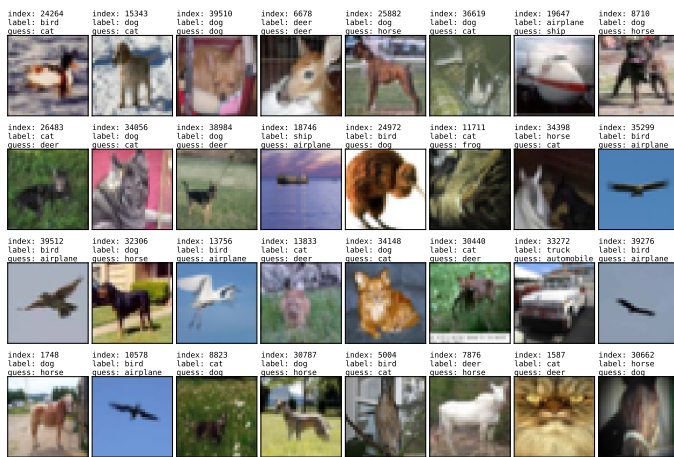 index: 24264
label: bird
guess: cat
index: 15343
label: dog
guess: cat
index: 39510
label: dog
guess: dog
index: 6678
label: deer
guess: deer
index: 25882
label: dog
guess: horse
index: 36619
label: dog
guess: cat
index: 19647
label: airplane
guess: ship
index: 8710
label: dog
guess: horse
index: 26483
label: cat
guess: deer
index: 34056
label: dog
guess: cat
index: 38984
label: dog
guess: deer
index: 18746
label: ship
guess: airplane
index: 24972
label: bird
guess: dog
index: 11711
label: cat
guess: frog
index: 34398
label: horse
guess: cat
index: 35299
label: bird
guess: airplane
index: 39512
label: bird
guess: airplane
index: 32306
label: dog
guess: horse
index: 13756
label: bird
guess: airplane
index: 13833
label: cat
guess: deer
index: 34148
label: dog
guess: cat
index: 30440
label: cat
guess: deer
index: 33272
label: truck
guess: automobile
index: 39276
label: bird
guess: airplane
index: 1748
label: dog
guess: horse
index: 10578
label: bird
guess: airplane
index: 8823
label: cat
guess: dog
index: 30787
label: dog
guess: horse
index: 5004
label: bird
guess: cat
index: 7876
label: deer
guess: horse
index: 1587
label: cat
guess: deer
index: 30662
label: horse
guess: dog